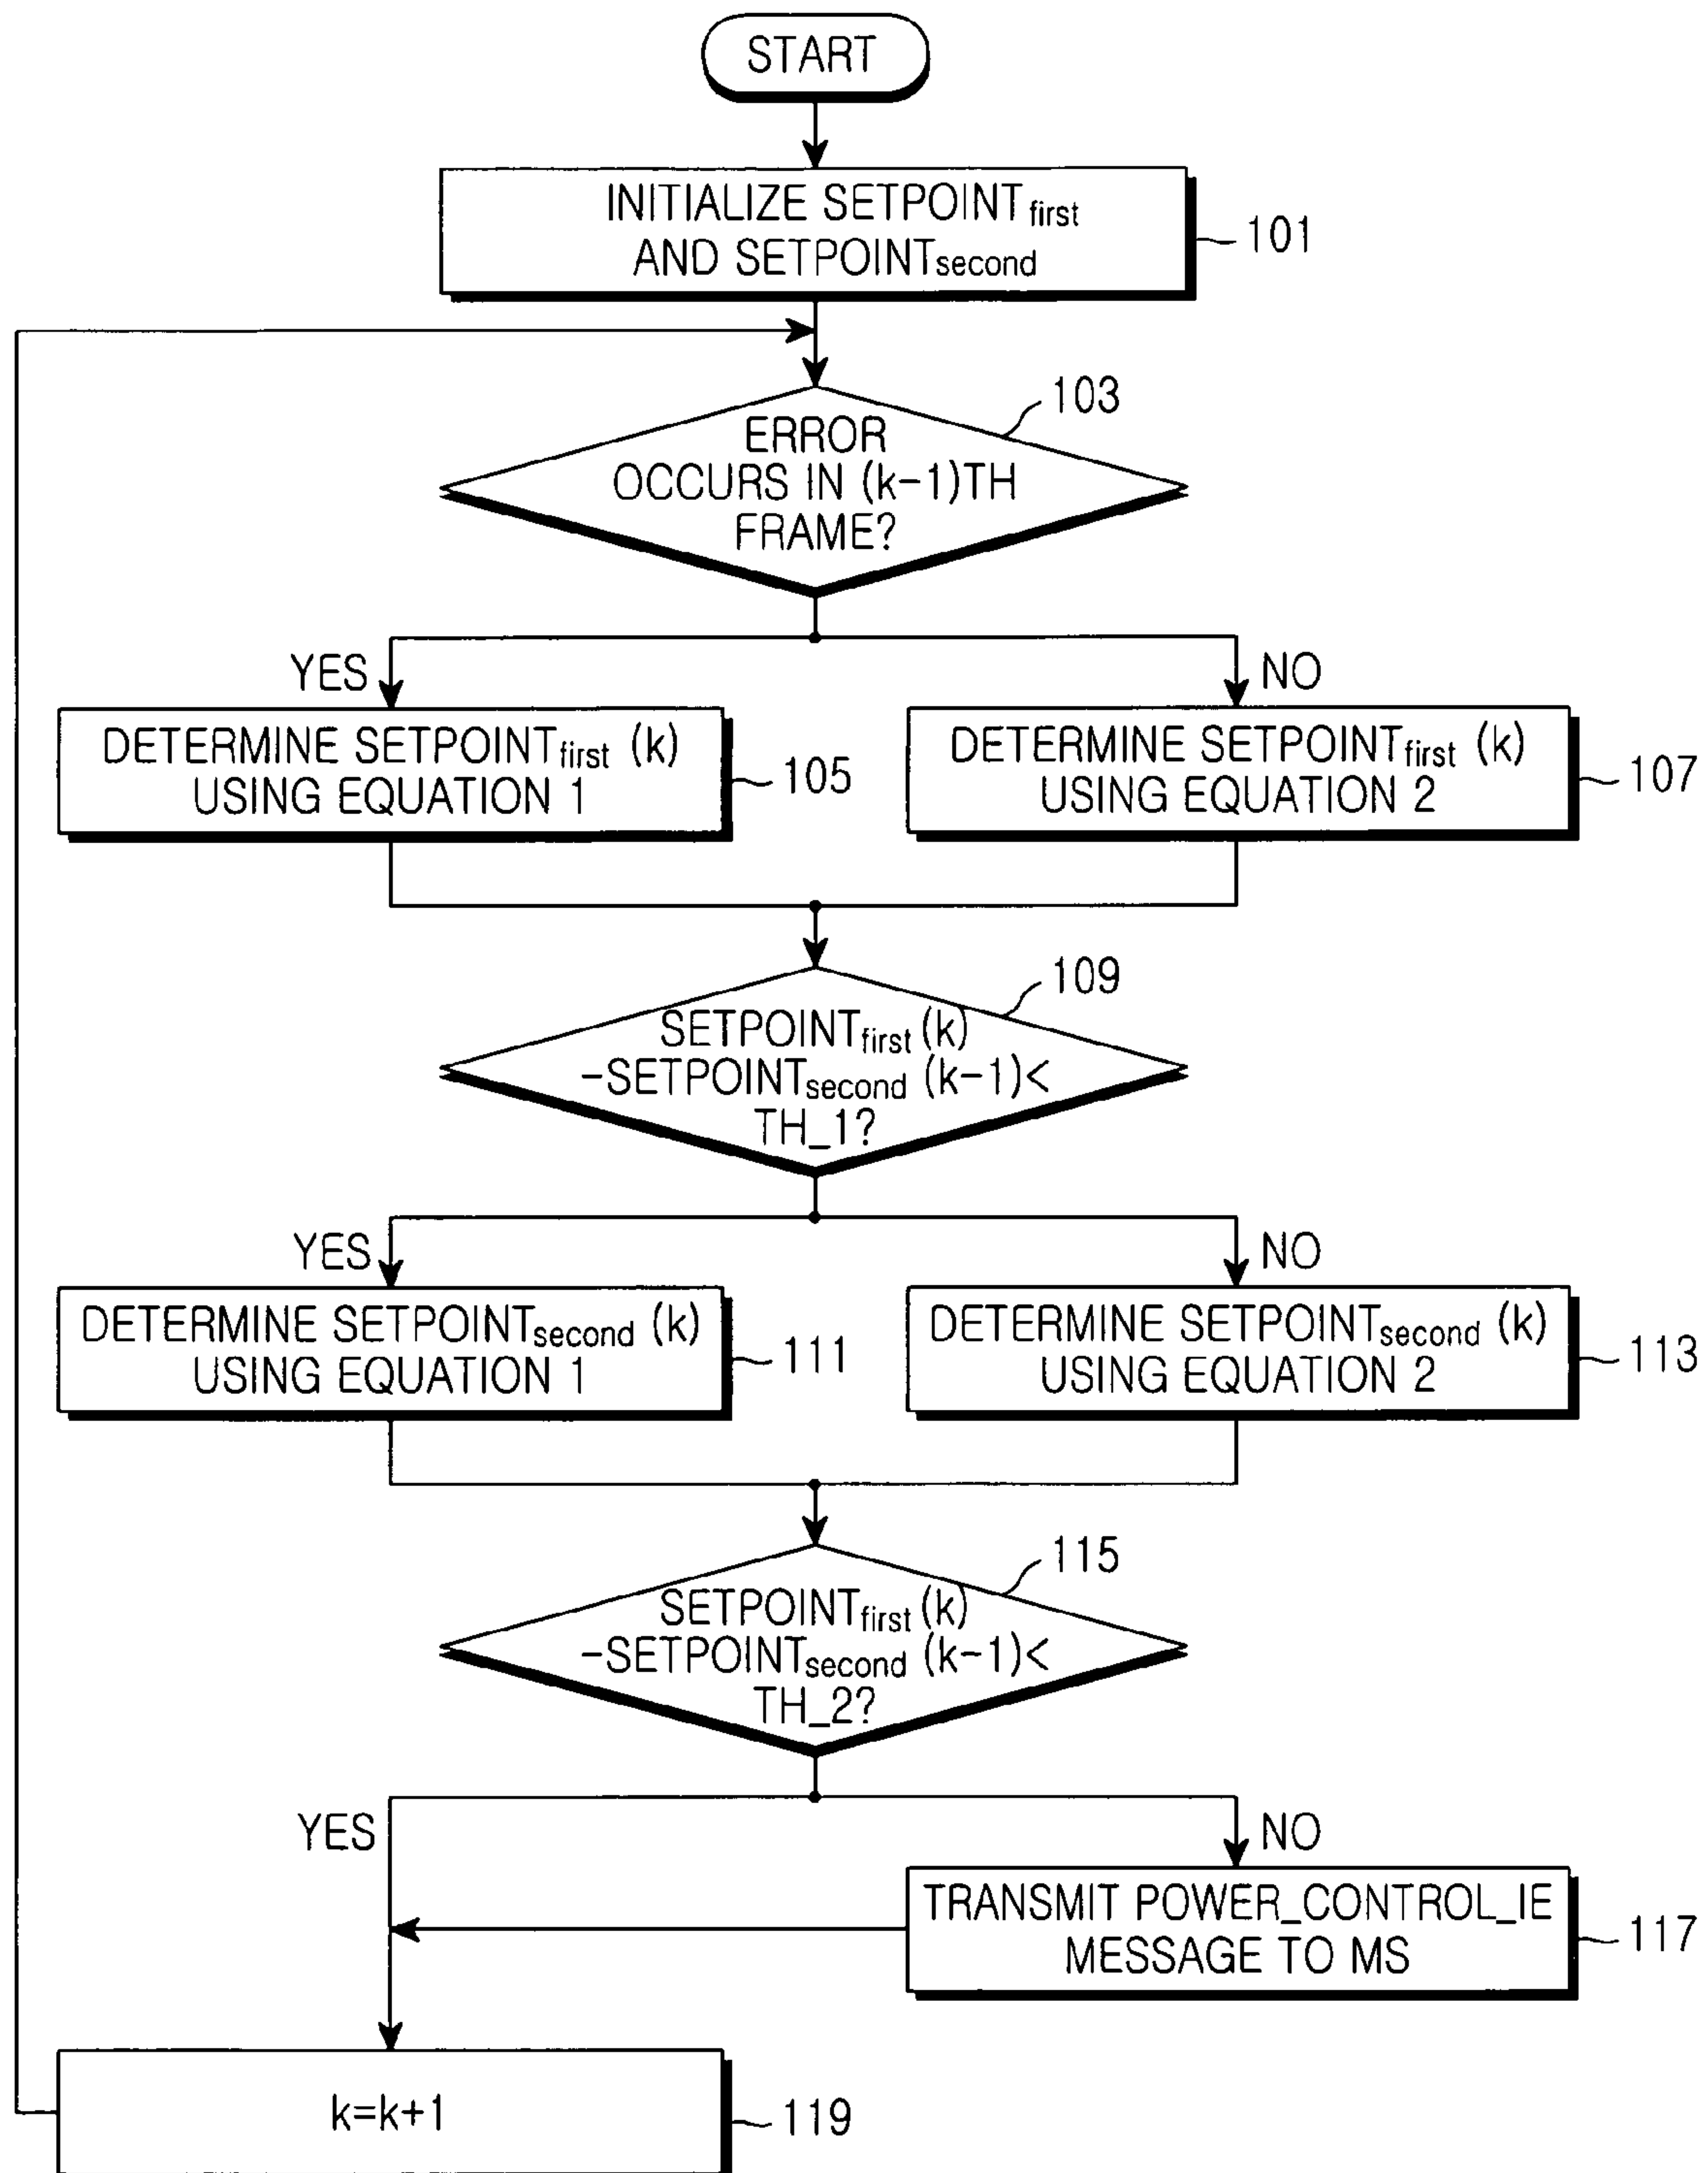 START
INITIALIZE SETPOINTfirst
AND SETPOINTsecond
101
103
ERROR
OCCURS IN (k-1)TH
FRAME?
YES
NO
DETERMINE SETPOINTfirst (k)
USING EQUATION 1
105
DETERMINE SETPOINTfirst (k)
USING EQUATION 2
107
109
SETPOINTfirst (k)
-SETPOINTsecond (k-1)<
TH_1?
YES
NO
DETERMINE SETPOINTsecond (k)
USING EQUATION 1
111
DETERMINE SETPOINTsecond (k)
USING EQUATION 2
113
115
SETPOINTfirst (k)
-SETPOINTsecond (k-1)<
TH_2?
YES
NO
TRANSMIT POWER_CONTROL_IE
MESSAGE TO MS
117
k=k+1
119